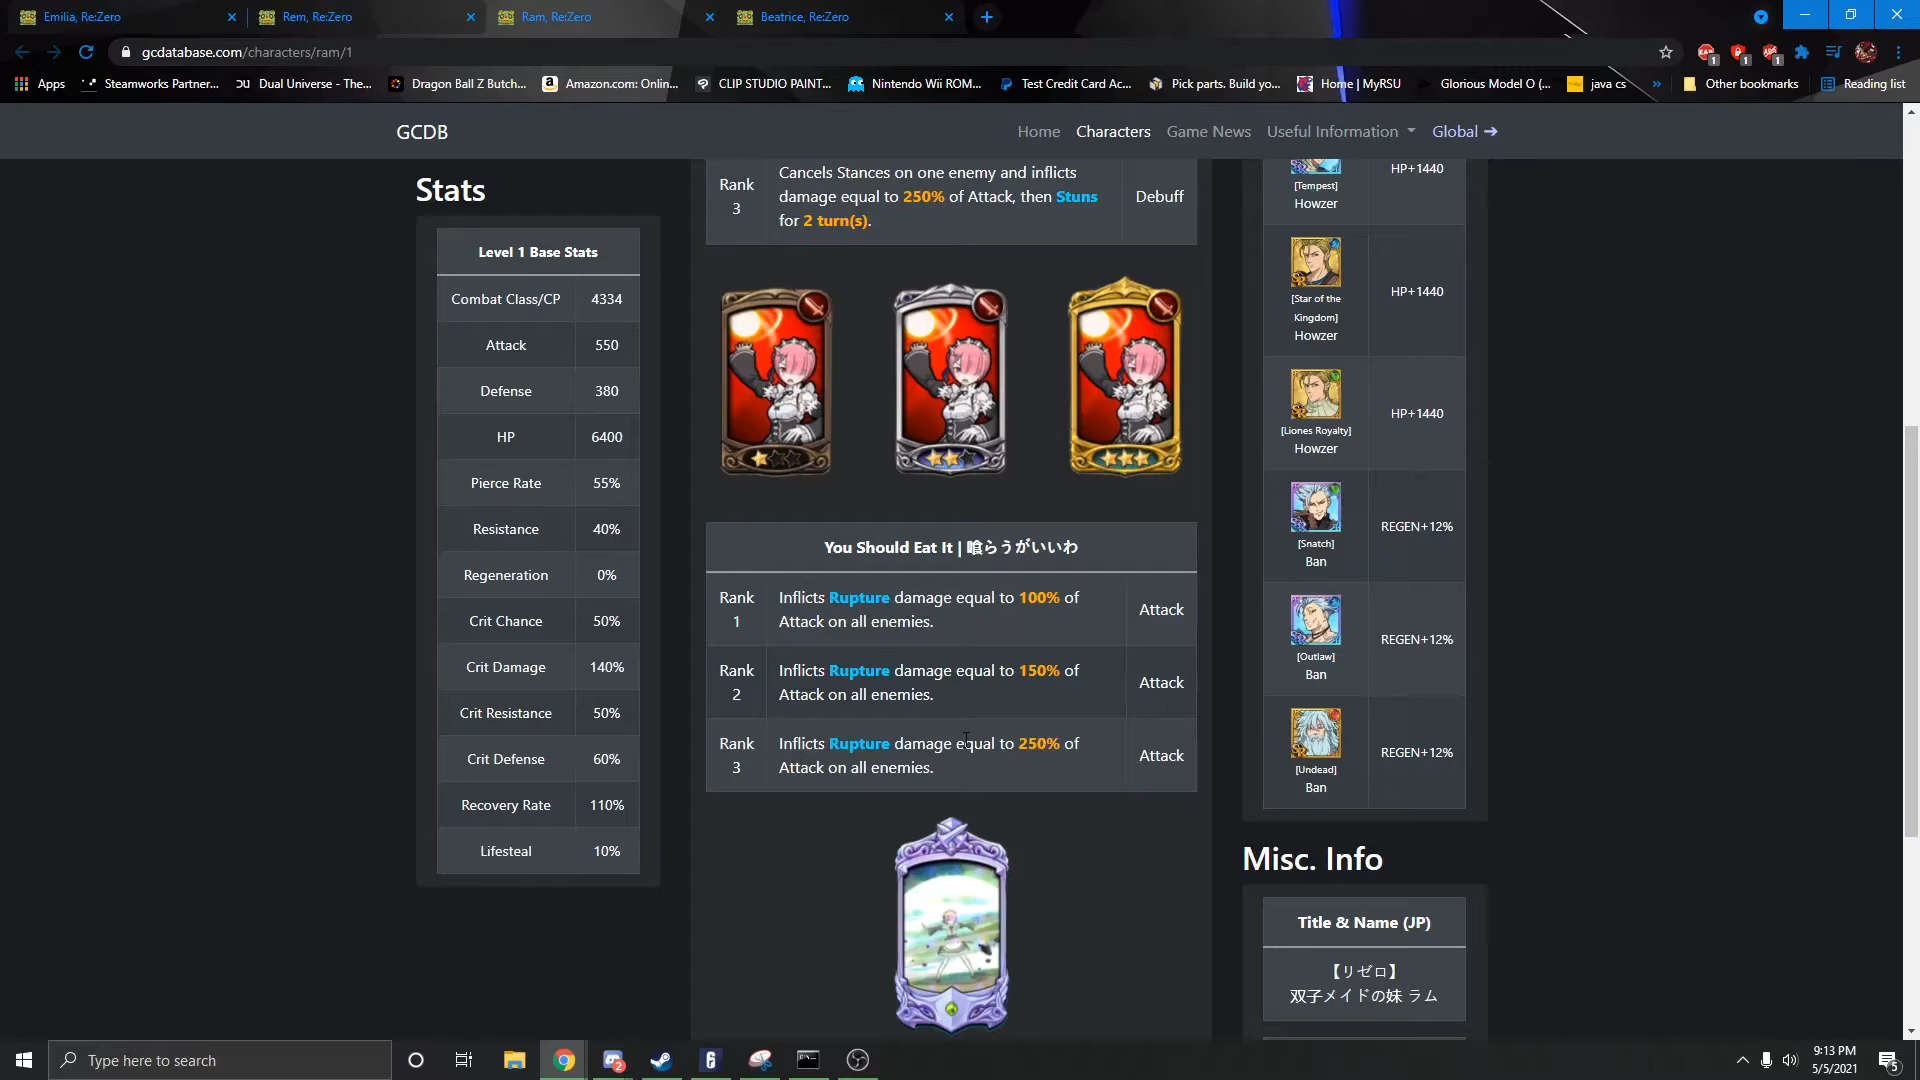 Emilia, Re:Zero
Rem, Re:Zero
Ram, Re:Zero
Beatrice, Re:Zero
gcdatabase.com/characters/ram/1
Apps
Steamworks Partner...
DU Dual Universe - The...
Dragon Ball Z Butch...
Amazon.com: Onlin...
CLIP STUDIO PAINT...
Nintendo Wii ROM...
Test Credit Card Ac...
Pick parts. Build yo...
Home | MyRSU
Glorious Model O (...
java cs
»
Other bookmarks
Reading list
GCDB
Home
Characters
Game News
Useful Information
Global ➔
Stats
Level 1 Base Stats
Combat Class/CP 4334
Attack 550
Defense 380
HP 6400
Pierce Rate 55%
Resistance 40%
Regeneration 0%
Crit Chance 50%
Crit Damage 140%
Crit Resistance 50%
Crit Defense 60%
Recovery Rate 110%
Lifesteal 10%
Rank 3
Cancels Stances on one enemy and inflicts
damage equal to 250% of Attack, then Stuns
for 2 turn(s).
Debuff
You Should Eat It | 喰らうがいいわ
Rank 1
Inflicts Rupture damage equal to 100% of
Attack on all enemies.
Attack
Rank 2
Inflicts Rupture damage equal to 150% of
Attack on all enemies.
Attack
Rank 3
Inflicts Rupture damage equal to 250% of
Attack on all enemies.
Attack
[Tempest]
Howzer
HP+1440
SR
[Star of the
Kingdom]
Howzer
HP+1440
SR
[Liones Royalty]
Howzer
HP+1440
[Snatch]
Ban
REGEN+12%
[Outlaw]
Ban
REGEN+12%
SR
[Undead]
Ban
REGEN+12%
Misc. Info
Title & Name (JP)
【リゼロ】
双子メイドの妹 ラム
Type here to search
2
6
9:13 PM
5/5/2021
5